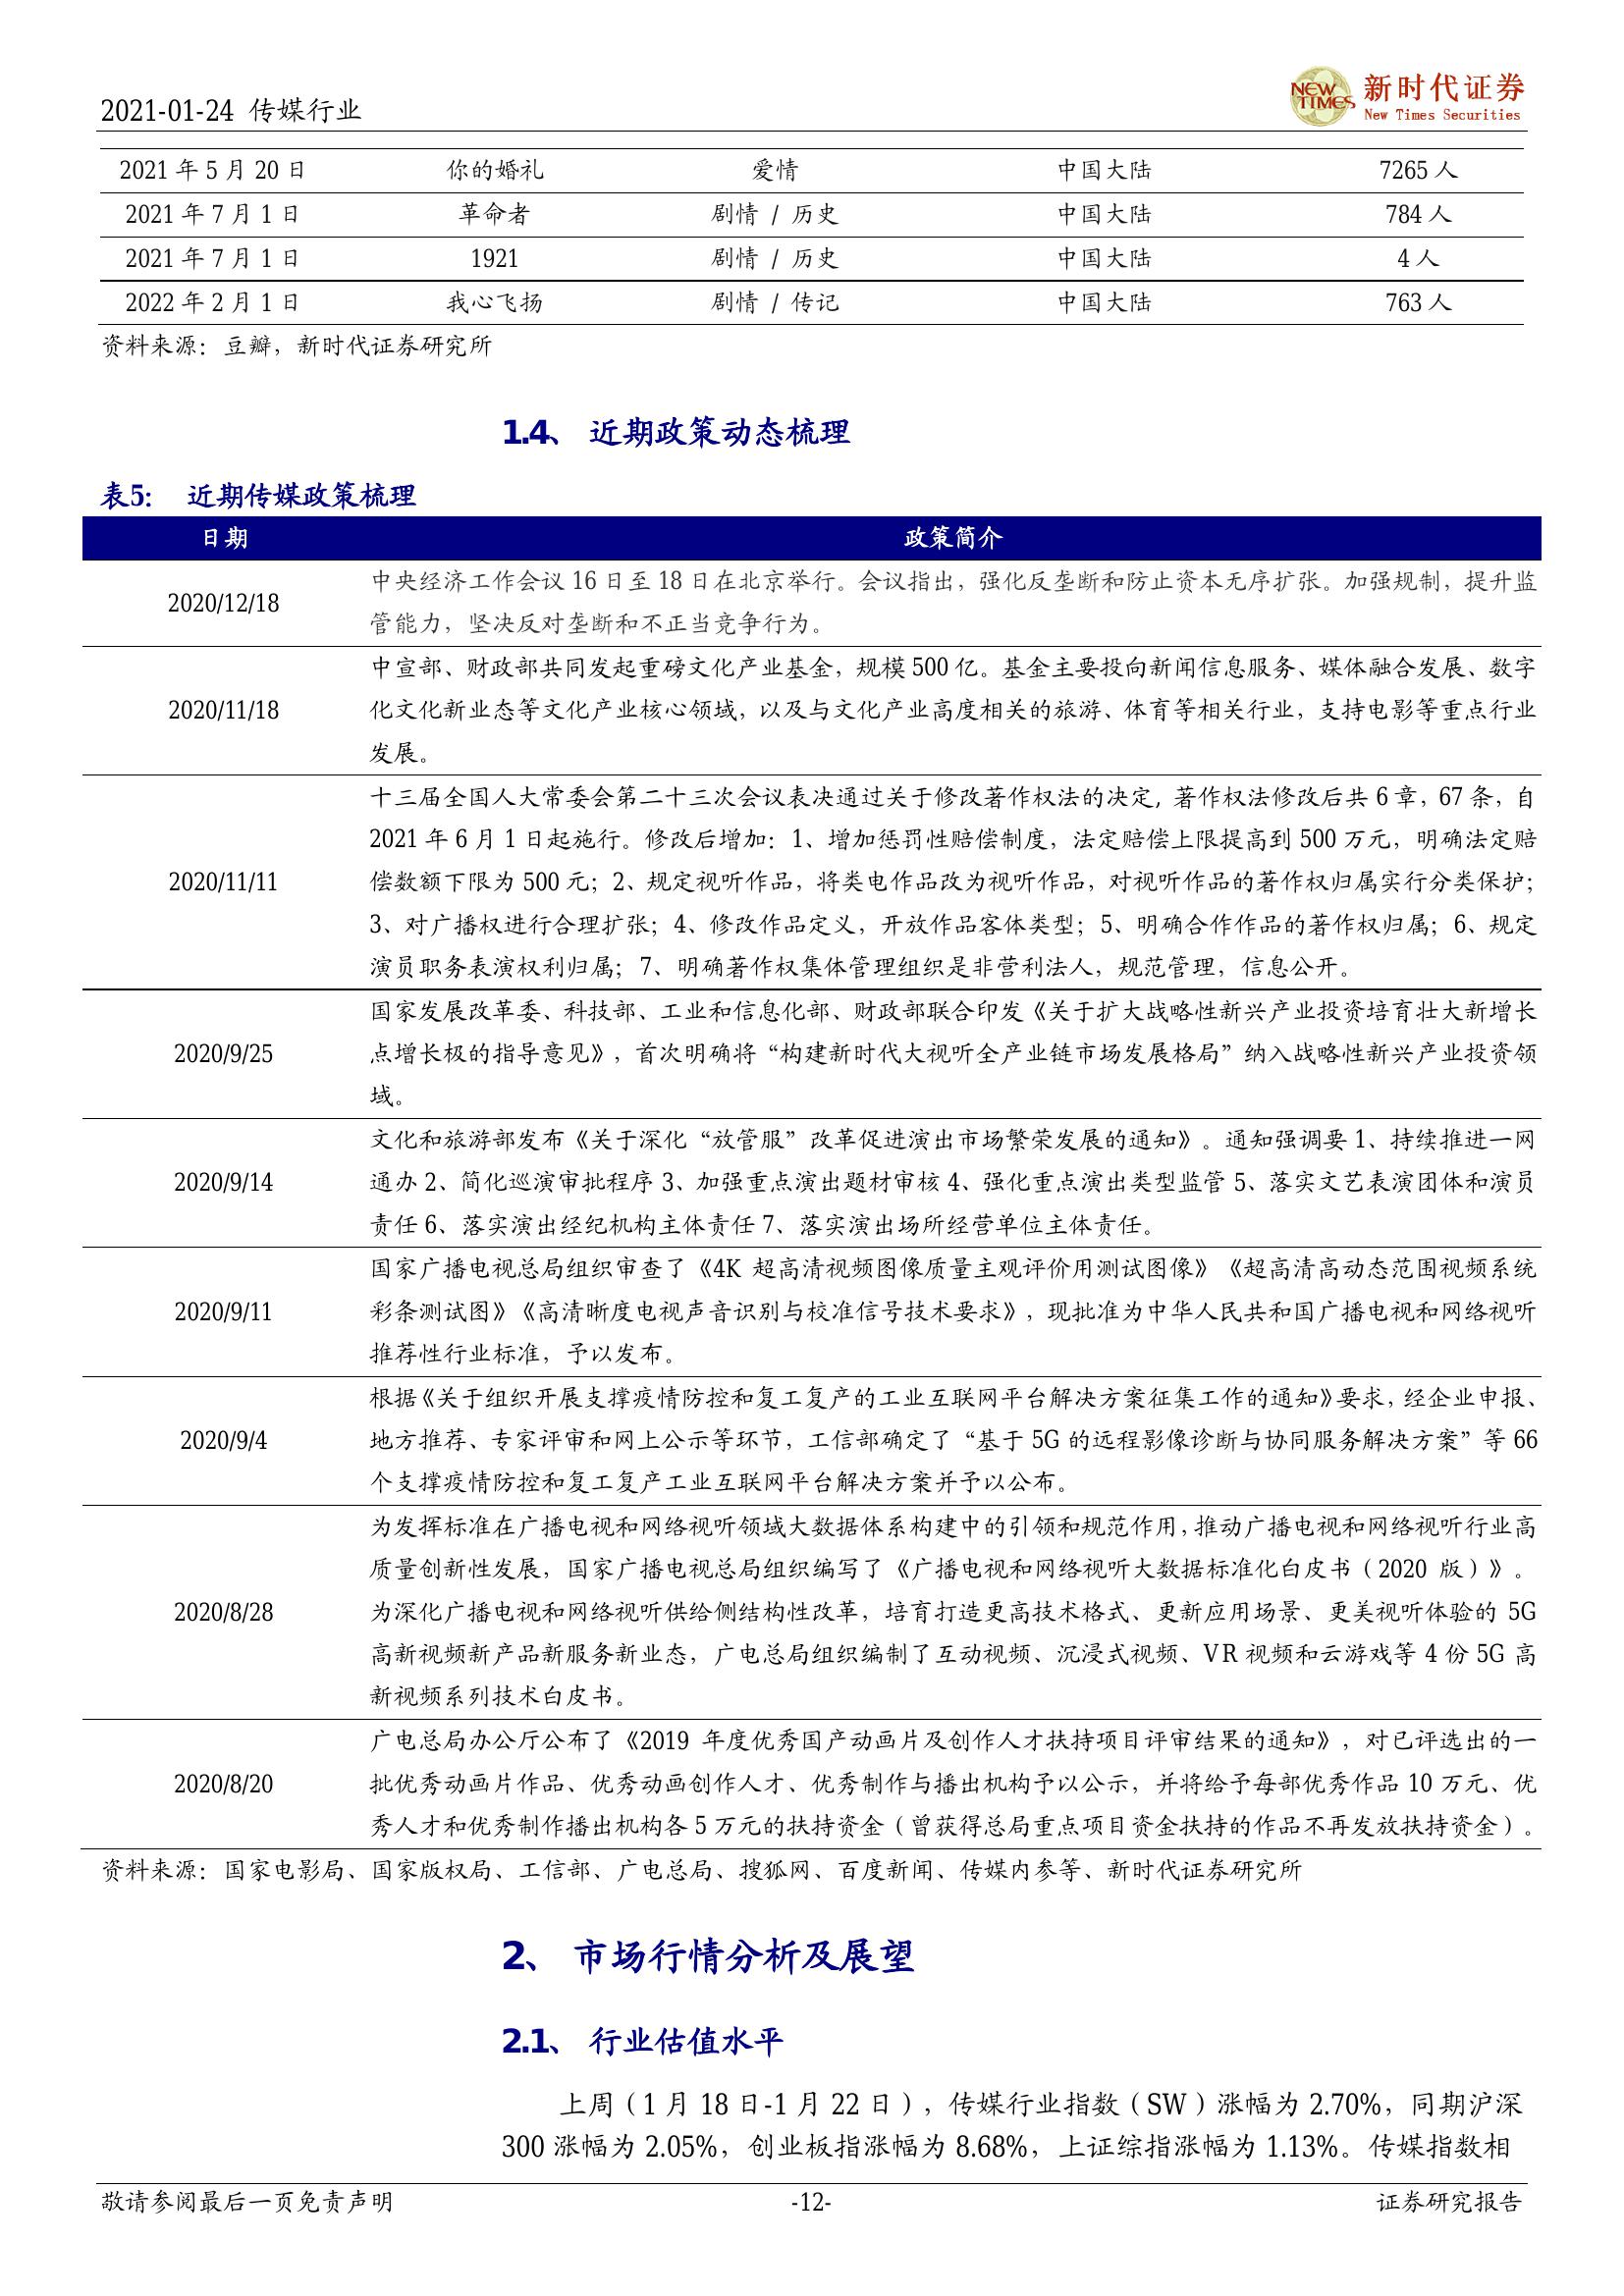 2021-01-24 传媒行业
NEW TIMES 新时代证券
New Times Securities
2021 年 5 月 20 日 你的婚礼 爱情 中国大陆 7265 人
2021 年 7 月 1 日 革命者 剧情 / 历史 中国大陆 784 人
2021 年 7 月 1 日 1921 剧情 / 历史 中国大陆 4 人
2022 年 2 月 1 日 我心飞扬 剧情 / 传记 中国大陆 763 人
资料来源：豆瓣，新时代证券研究所
1.4、 近期政策动态梳理
表5： 近期传媒政策梳理
日期 政策简介
2020/12/18
中央经济工作会议 16 日至 18 日在北京举行。会议指出，强化反垄断和防止资本无序扩张。加强规制，提升监
管能力，坚决反对垄断和不正当竞争行为。
2020/11/18
中宣部、财政部共同发起重磅文化产业基金，规模 500 亿。基金主要投向新闻信息服务、媒体融合发展、数字
化文化新业态等文化产业核心领域，以及与文化产业高度相关的旅游、体育等相关行业，支持电影等重点行业
发展。
2020/11/11
十三届全国人大常委会第二十三次会议表决通过关于修改著作权法的决定，著作权法修改后共 6 章，67 条，自
2021 年 6 月 1 日起施行。修改后增加：1、增加惩罚性赔偿制度，法定赔偿上限提高到 500 万元，明确法定赔
偿数额下限为 500 元；2、规定视听作品，将类电作品改为视听作品，对视听作品的著作权归属实行分类保护；
3、对广播权进行合理扩张；4、修改作品定义，开放作品客体类型；5、明确合作作品的著作权归属；6、规定
演员职务表演权利归属；7、明确著作权集体管理组织是非营利法人，规范管理，信息公开。
2020/9/25
国家发展改革委、科技部、工业和信息化部、财政部联合印发《关于扩大战略性新兴产业投资培育壮大新增长
点增长极的指导意见》，首次明确将“构建新时代大视听全产业链市场发展格局”纳入战略性新兴产业投资领
域。
2020/9/14
文化和旅游部发布《关于深化“放管服”改革促进演出市场繁荣发展的通知》。通知强调要 1、持续推进一网
通办 2、简化巡演审批程序 3、加强重点演出题材审核 4、强化重点演出类型监管 5、落实文艺表演团体和演员
责任 6、落实演出经纪机构主体责任 7、落实演出场所经营单位主体责任。
2020/9/11
国家广播电视总局组织审查了《4K 超高清视频图像质量主观评价用测试图像》《超高清高动态范围视频系统
彩条测试图》《高清晰度电视声音识别与校准信号技术要求》，现批准为中华人民共和国广播电视和网络视听
推荐性行业标准，予以发布。
2020/9/4
根据《关于组织开展支撑疫情防控和复工复产的工业互联网平台解决方案征集工作的通知》要求，经企业申报、
地方推荐、专家评审和网上公示等环节，工信部确定了“基于 5G 的远程影像诊断与协同服务解决方案”等 66
个支撑疫情防控和复工复产工业互联网平台解决方案并予以公布。
2020/8/28
为发挥标准在广播电视和网络视听领域大数据体系构建中的引领和规范作用，推动广播电视和网络视听行业高
质量创新性发展，国家广播电视总局组织编写了《广播电视和网络视听大数据标准化白皮书（2020 版）》。
为深化广播电视和网络视听供给侧结构性改革，培育打造更高技术格式、更新应用场景、更美视听体验的 5G
高新视频新产品新服务新业态，广电总局组织编制了互动视频、沉浸式视频、VR 视频和云游戏等 4 份 5G 高
新视频系列技术白皮书。
2020/8/20
广电总局办公厅公布了《2019 年度优秀国产动画片及创作人才扶持项目评审结果的通知》，对已评选出的一
批优秀动画片作品、优秀动画创作人才、优秀制作与播出机构予以公示，并将给予每部优秀作品 10 万元、优
秀人才和优秀制作播出机构各 5 万元的扶持资金（曾获得总局重点项目资金扶持的作品不再发放扶持资金）。
资料来源：国家电影局、国家版权局、工信部、广电总局、搜狐网、百度新闻、传媒内参等、新时代证券研究所
2、 市场行情分析及展望
2.1、 行业估值水平
上周（1 月 18 日-1 月 22 日），传媒行业指数（SW）涨幅为 2.70%，同期沪深
300 涨幅为 2.05%，创业板指涨幅为 8.68%，上证综指涨幅为 1.13%。传媒指数相
敬请参阅最后一页免责声明 -12- 证券研究报告